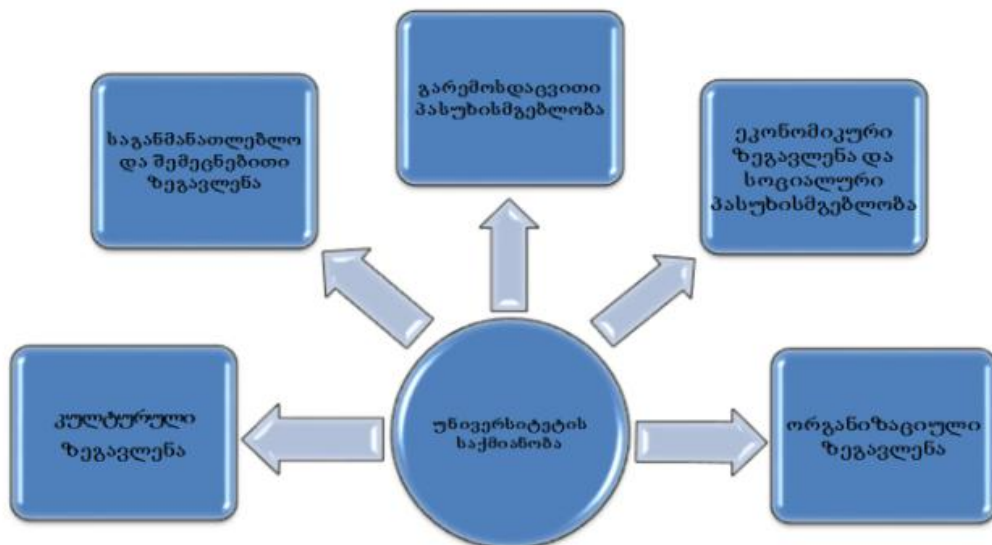 გარემოსდაცვითი
პასუხისმგებლობა
საგანმანათლებლო
და შემეცნებითი
ზეგავლენა
ეკონომიკური
ზეგავლენა და
სოციალური
პასუხისმგებლობა
კულტურული
ზეგავლენა
უნივერსიტეტის
საქმიანობა
ორგანიზაციული
ზეგავლენა